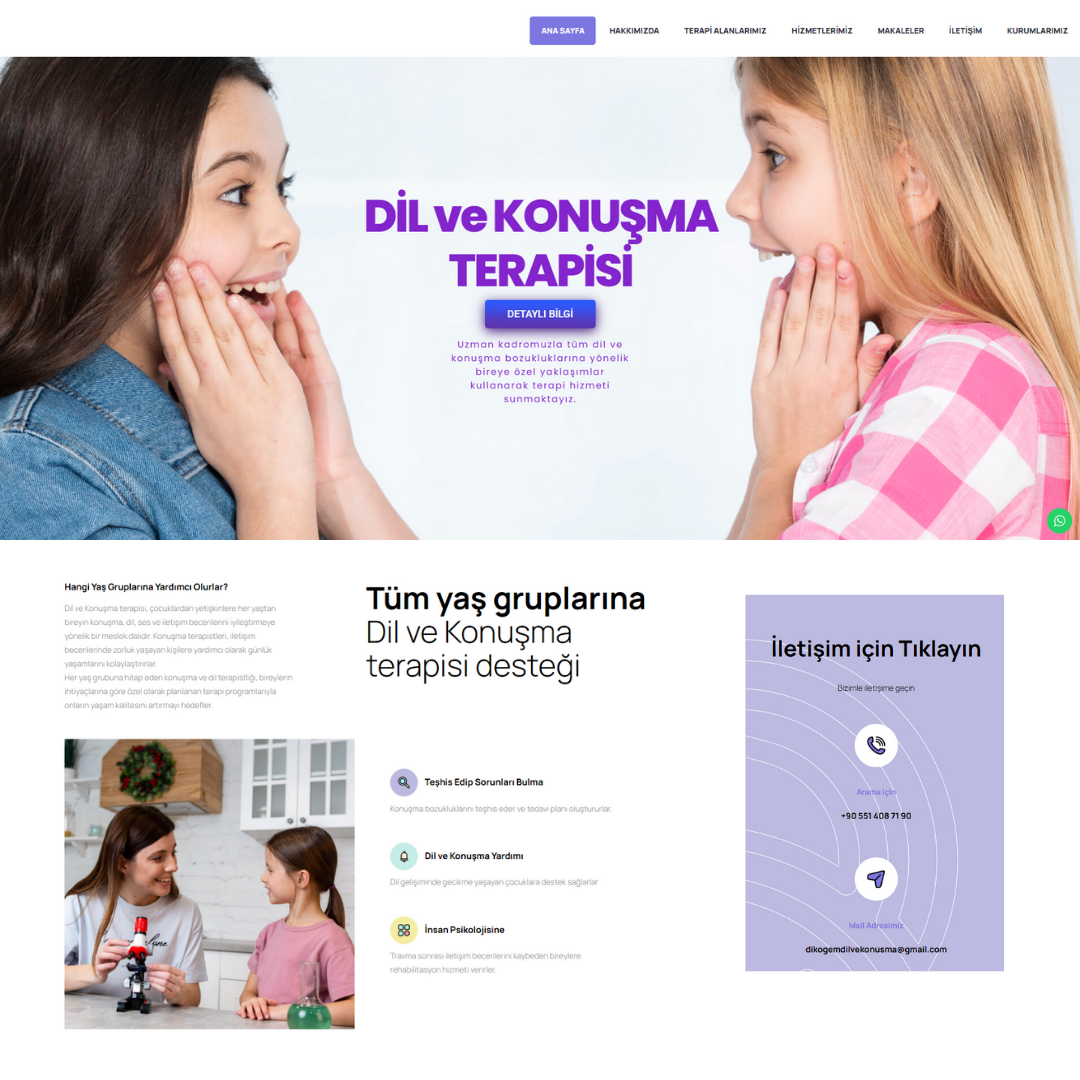 ANA SAYFA HAKKIMIZDA TERAPİ ALANLARIMIZ HİZMETLERİMİZ MAKALELER İLETİŞİM KURUMLARIMIZ
DİL ve KONUŞMA
TERAPİSİ
DETAYLI BİLGİ
Uzman kadromuzla tüm dil ve
konuşma bozukluklarına yönelik
bireye özel yaklaşımlar
kullanarak terapi hizmeti
sunmaktayız.
Hangi Yaş Gruplarına Yardımcı Olurlar?
Dil ve Konuşma terapisi, çocuklardan yetişkinlere her yaştan
bireyin konuşma, dil, ses ve iletişim becerilerini iyileştirmeye
yönelik bir meslek dalıdır. Konuşma terapistleri, iletişim
becerilerinde zorluk yaşayan kişilere yardımcı olarak günlük
yaşamlarını kolaylaştırırlar.
Her yaş grubuna hitap eden konuşma ve dil terapistliği, bireylerin
ihtiyaçlarına göre özel olarak planlanan terapi programlarıyla
onların yaşam kalitesini artırmayı hedefler.
Tüm yaş gruplarına
Dil ve Konuşma
terapisi desteği
Teşhis Edip Sorunları Bulma
Konuşma bozukluklarını teşhis eder ve tedavi planı oluştururlar.
Dil ve Konuşma Yardımı
Dil gelişiminde gecikme yaşayan çocuklara destek sağlarlar
İnsan Psikolojisine
Travma sonrası iletişim becerilerini kaybeden bireylere
rehabilitasyon hizmeti verirler.
İletişim için Tıklayın
Bizimle iletişime geçin
Arama İçin
+90 551 408 71 90
Mail Adresimiz
dikogemdilvekonusma@gmail.com